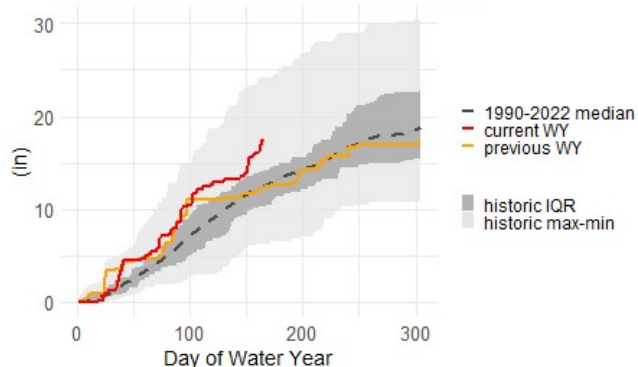 30
20
10
0
(in)
0 100 200 300
Day of Water Year
1990-2022 median
current WY
previous WY
historic IQR
historic max-min